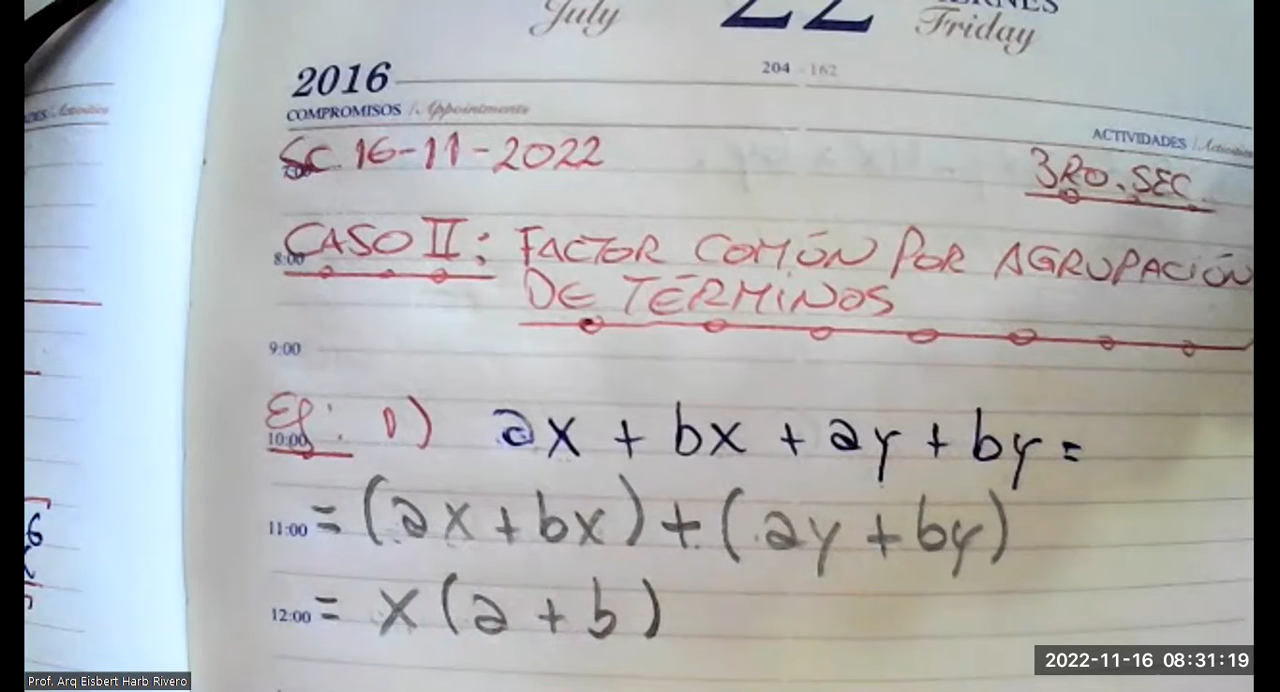 July 22 Friday
2016
204 - 162
COMPROMISOS / Appointments
ACTIVIDADES /
SC. 16-11-2022
3RO. SEC.
8:00 CASO II: FACTOR COMÚN POR AGRUPACIÓN
DE TÉRMINOS
9:00
10:00 Ej: 1) ax + bx + ay + by =
11:00 = (ax + bx) + (ay + by)
12:00 = x(a + b)
2022-11-16 08:31:19
Prof. Arq Eisbert Harb Rivero